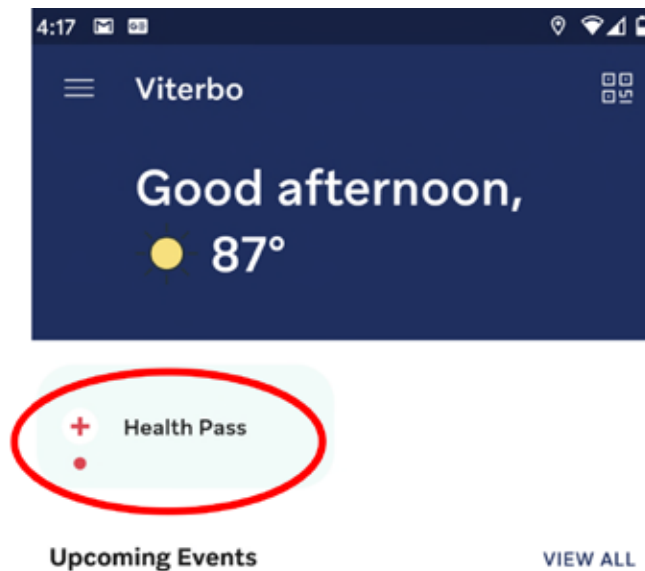 4:17
Viterbo
Good afternoon,
87°
Health Pass
Upcoming Events VIEW ALL